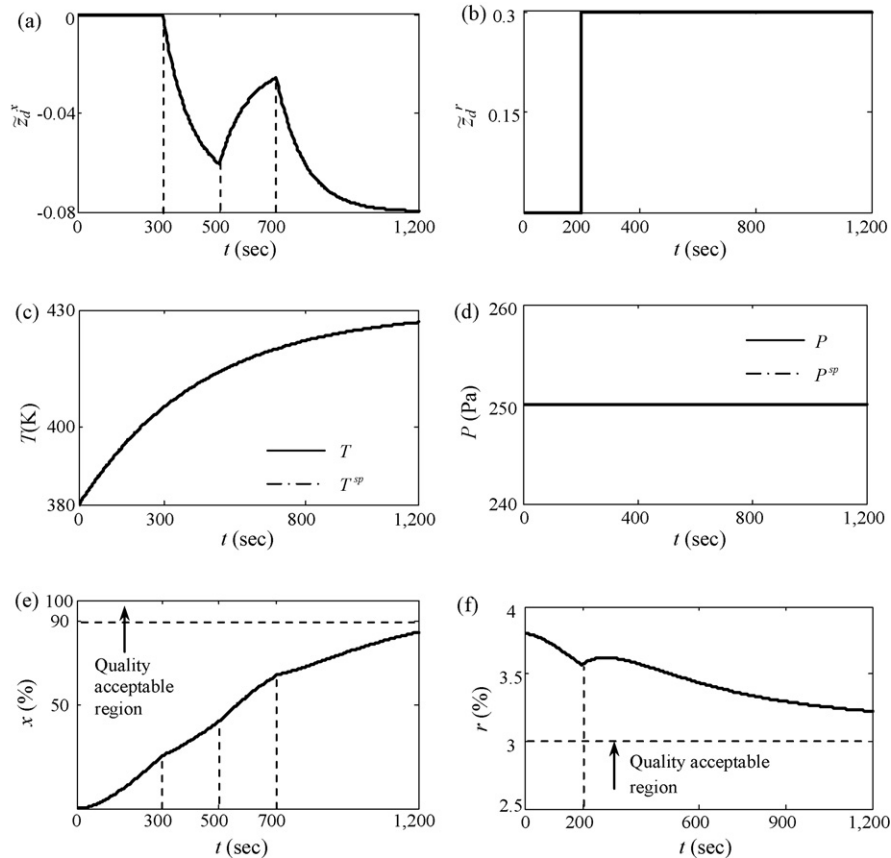 (a)
0
-0.04
-0.08
z̃_d^x
0 300 500 700 1,200
t (sec)
(b)
0.3
0.15
z̃_d^r
0 200 400 800 1,200
t (sec)
(c)
430
400
380
T(K)
T
T^sp
0 300 800 1,200
t (sec)
(d)
260
250
240
P (Pa)
P
P^sp
0 400 800 1,200
t (sec)
(e)
100
90
50
x (%)
Quality
acceptable
region
0 300 500 700 1,200
t (sec)
(f)
4
3.5
3
2.5
r (%)
Quality acceptable
region
0 200 600 900 1,200
t (sec)